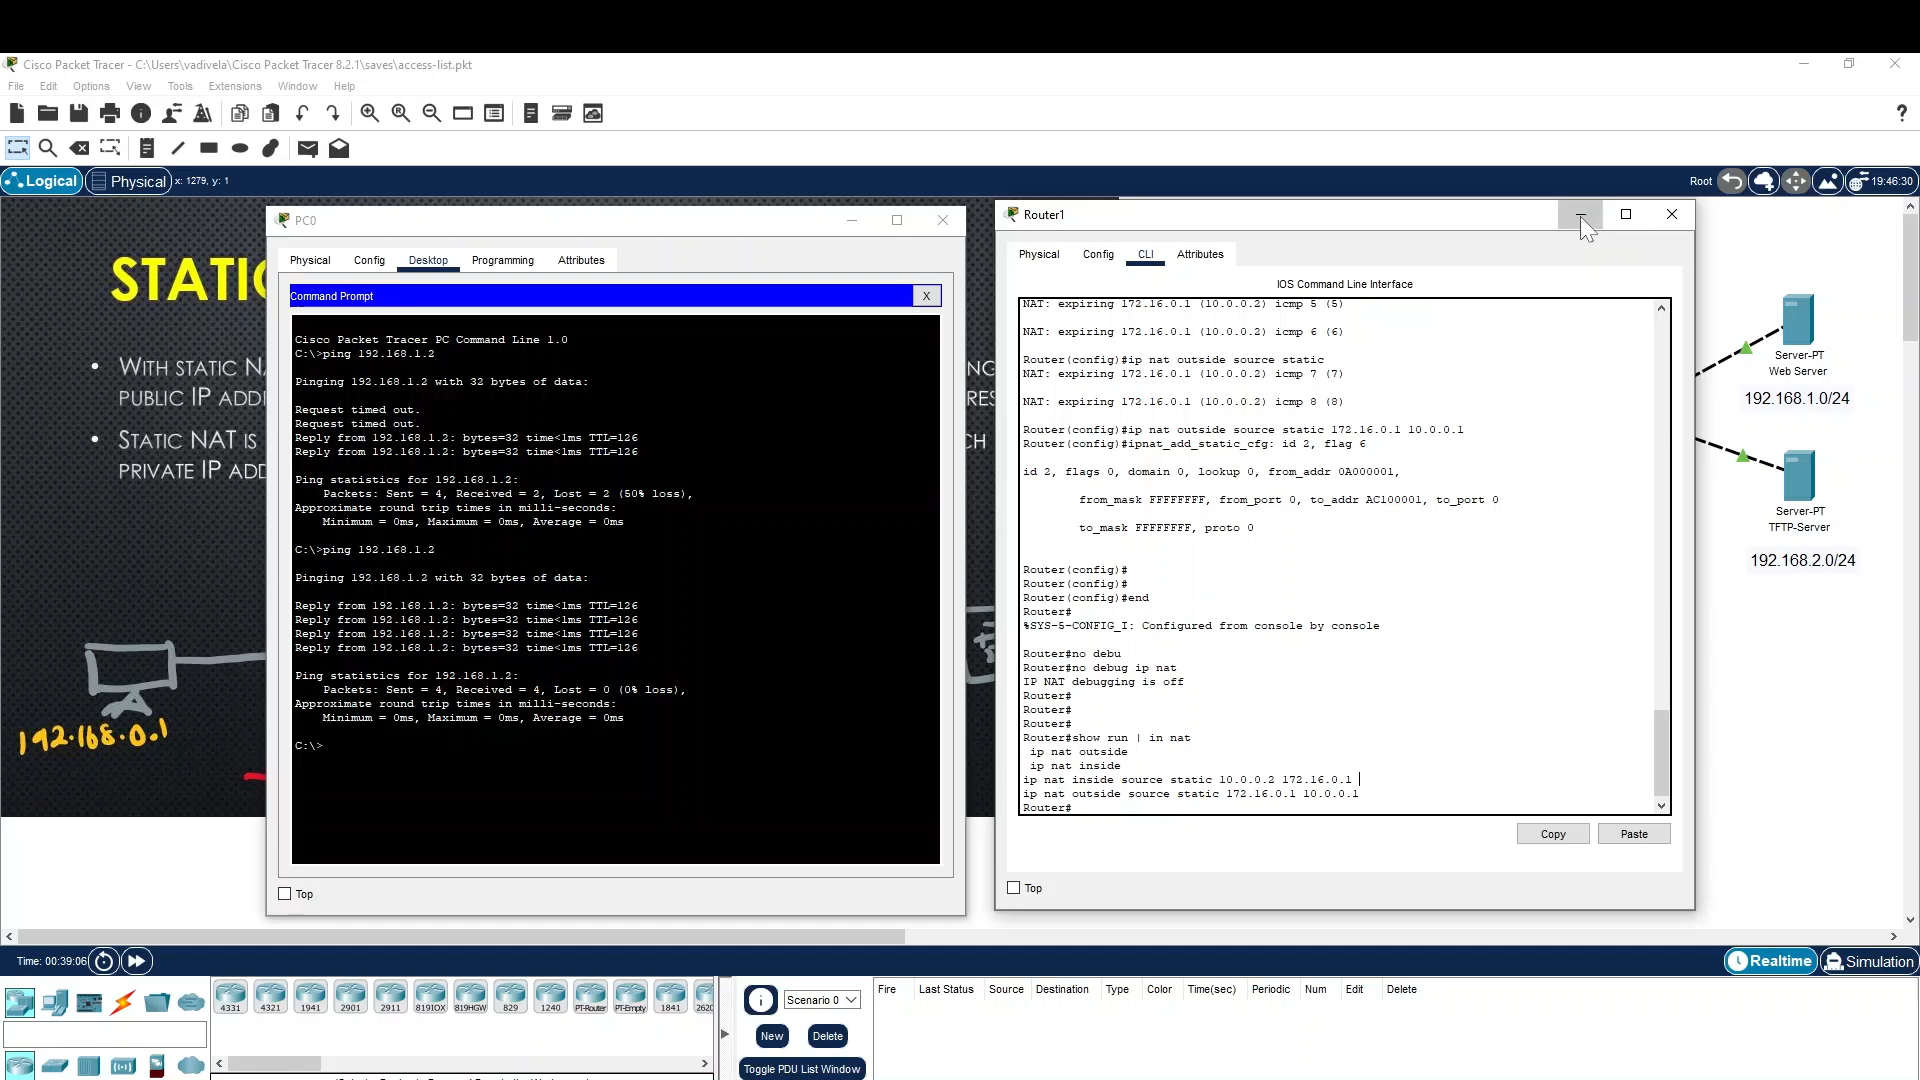 Cisco Packet Tracer - C:\Users\vadivela\Cisco Packet Tracer 8.2.1\saves\access-list.pkt
File Edit Options View Tools Extensions Window Help
Logical Physical x: 1279, y: 1 Root 19:46:30
STATIC
• WITH STATIC NA
PUBLIC IP ADDR
• STATIC NAT IS
PRIVATE IP ADD
192.168.0.1
PC0
Physical Config Desktop Programming Attributes
Command Prompt X
Cisco Packet Tracer PC Command Line 1.0
C:\>ping 192.168.1.2
Pinging 192.168.1.2 with 32 bytes of data:
Request timed out.
Request timed out.
Reply from 192.168.1.2: bytes=32 time<1ms TTL=126
Reply from 192.168.1.2: bytes=32 time<1ms TTL=126
Ping statistics for 192.168.1.2:
Packets: Sent = 4, Received = 2, Lost = 2 (50% loss),
Approximate round trip times in milli-seconds:
Minimum = 0ms, Maximum = 0ms, Average = 0ms
C:\>ping 192.168.1.2
Pinging 192.168.1.2 with 32 bytes of data:
Reply from 192.168.1.2: bytes=32 time<1ms TTL=126
Reply from 192.168.1.2: bytes=32 time<1ms TTL=126
Reply from 192.168.1.2: bytes=32 time<1ms TTL=126
Reply from 192.168.1.2: bytes=32 time<1ms TTL=126
Ping statistics for 192.168.1.2:
Packets: Sent = 4, Received = 4, Lost = 0 (0% loss),
Approximate round trip times in milli-seconds:
Minimum = 0ms, Maximum = 0ms, Average = 0ms
C:\>
Top
Router1
Physical Config CLI Attributes
IOS Command Line Interface
NAT: expiring 172.16.0.1 (10.0.0.2) icmp 5 (5)
NAT: expiring 172.16.0.1 (10.0.0.2) icmp 6 (6)
Router(config)#ip nat outside source static
NAT: expiring 172.16.0.1 (10.0.0.2) icmp 7 (7)
NAT: expiring 172.16.0.1 (10.0.0.2) icmp 8 (8)
Router(config)#ip nat outside source static 172.16.0.1 10.0.0.1
Router(config)#ipnat_add_static_cfg: id 2, flag 6
id 2, flags 0, domain 0, lookup 0, from_addr 0A000001,
from_mask FFFFFFFF, from_port 0, to_addr AC100001, to_port 0
to_mask FFFFFFFF, proto 0
Router(config)#
Router(config)#
Router(config)#end
Router#
%SYS-5-CONFIG_I: Configured from console by console
Router#no debu
Router#no debug ip nat
IP NAT debugging is off
Router#
Router#
Router#
Router#show run | in nat
ip nat outside
ip nat inside
ip nat inside source static 10.0.0.2 172.16.0.1
ip nat outside source static 172.16.0.1 10.0.0.1
Router#
Copy Paste
Top
Server-PT
Web Server
192.168.1.0/24
Server-PT
TFTP-Server
192.168.2.0/24
Time: 00:39:06 Realtime Simulation
4331 4321 1941 2901 2911 819IOX 819HGW 829 1240 PT-Router PT-Empty 1841 2620
Scenario 0
New Delete
Toggle PDU List Window
Fire Last Status Source Destination Type Color Time(sec) Periodic Num Edit Delete